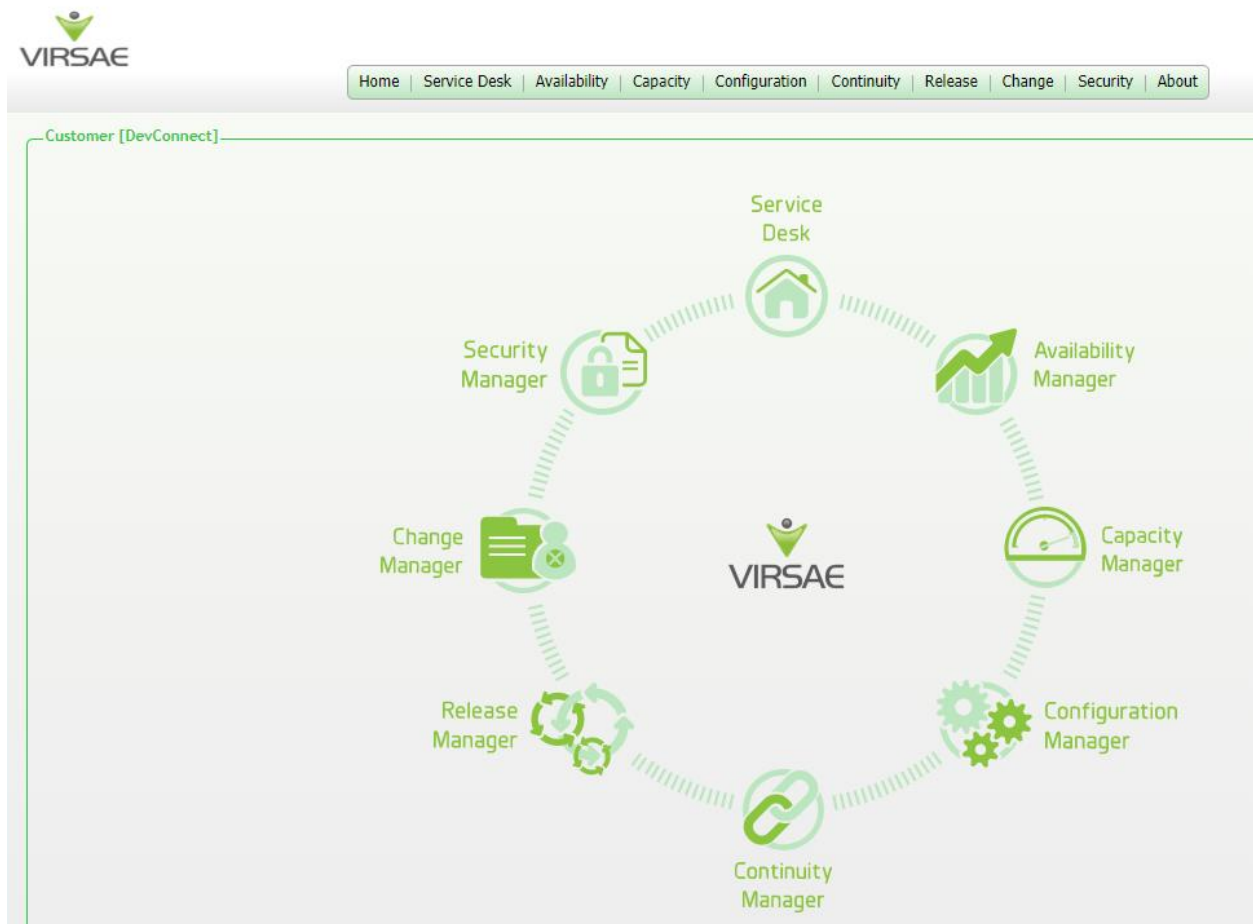 VIRSAE
Home | Service Desk | Availability | Capacity | Configuration | Continuity | Release | Change | Security | About
Customer [DevConnect]
Service
Desk
Security
Manager
Availability
Manager
Change
Manager
VIRSAE
Capacity
Manager
Release
Manager
Configuration
Manager
Continuity
Manager